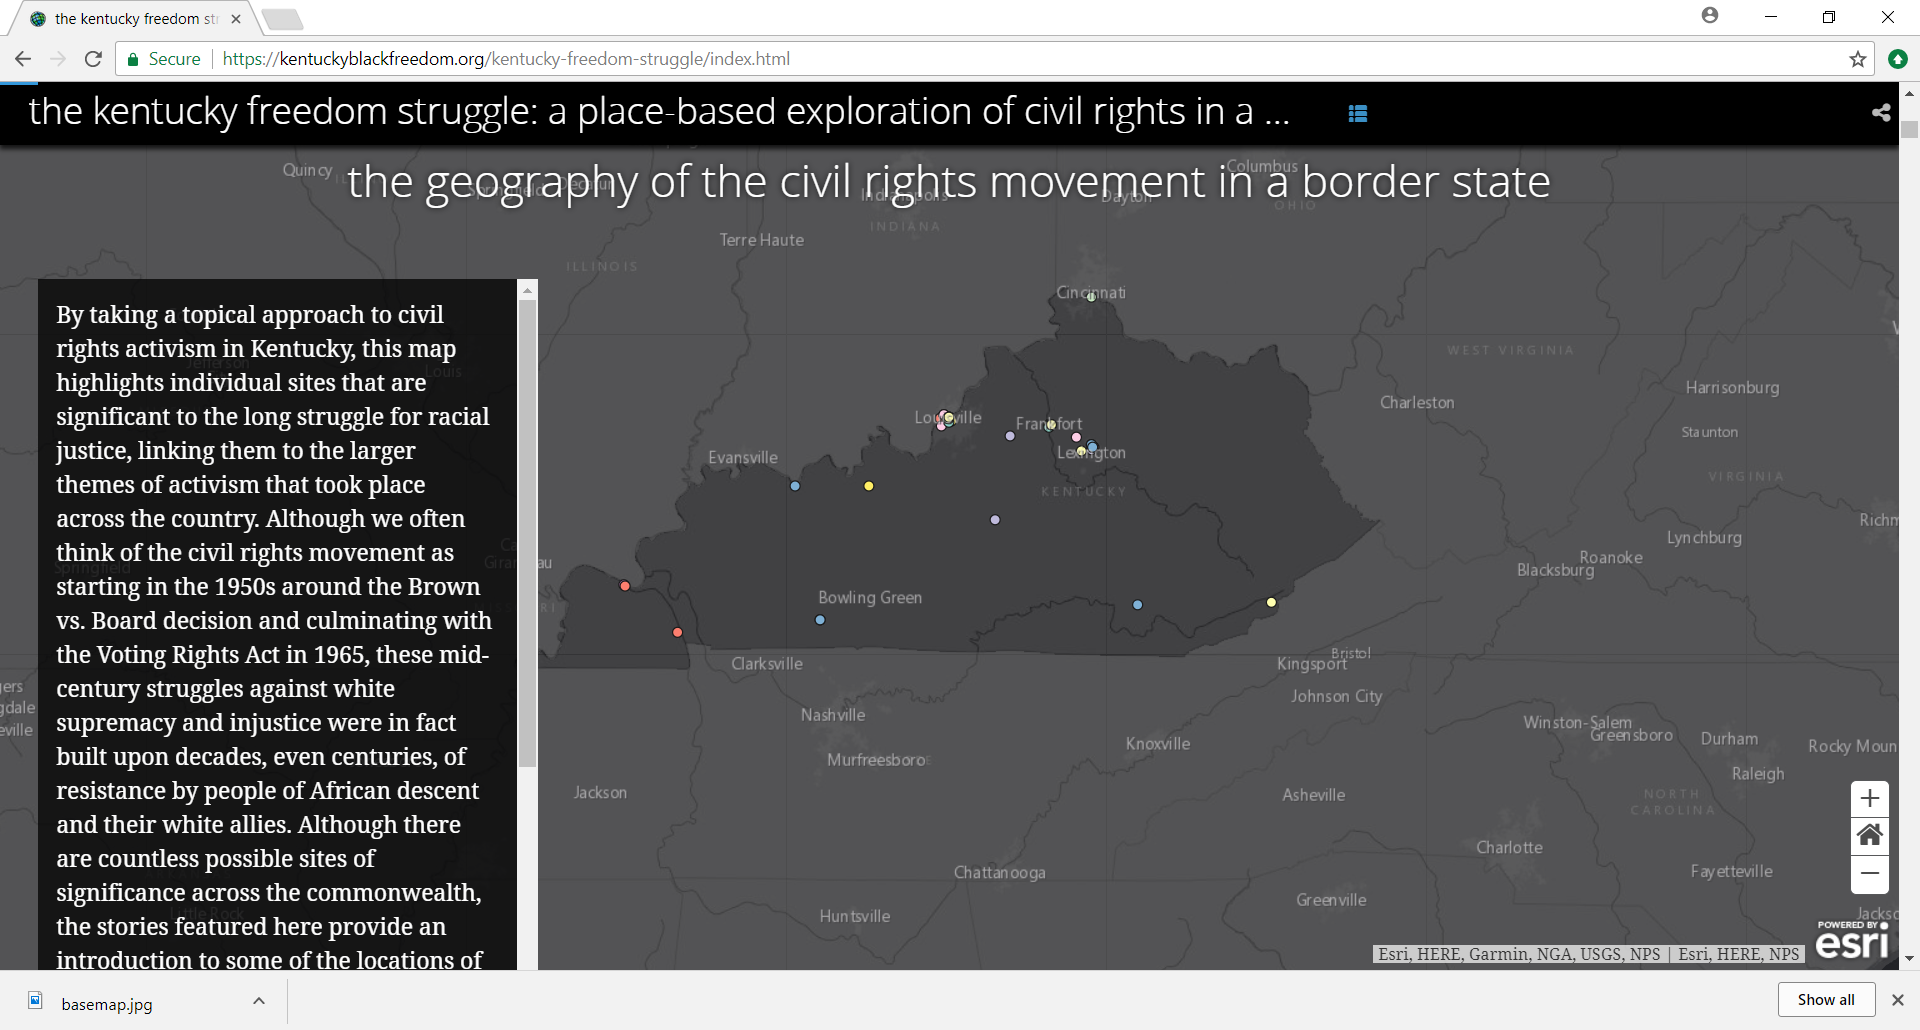 the kentucky freedom str
Secure
https://kentuckyblackfreedom.org/kentucky-freedom-struggle/index.html
the kentucky freedom struggle: a place-based exploration of civil rights in a ...
the geography of the civil rights movement in a border state
Quincy
Springfield
Decatur
Indianapolis
INDIANA
Columbus
Dayton
OHIO
Terre Haute
ILLINOIS
Cincinnati
By taking a topical approach to civil
rights activism in Kentucky, this map
highlights individual sites that are
significant to the long struggle for racial
justice, linking them to the larger
themes of activism that took place
across the country. Although we often
think of the civil rights movement as
starting in the 1950s around the Brown
vs. Board decision and culminating with
the Voting Rights Act in 1965, these mid-
century struggles against white
supremacy and injustice were in fact
built upon decades, even centuries, of
resistance by people of African descent
and their white allies. Although there
are countless possible sites of
significance across the commonwealth,
the stories featured here provide an
introduction to some of the locations of
Jefferson
Louis
Springfield
Little Rock
WEST VIRGINIA
Harrisonburg
Charleston
Staunton
Louisville
Frankfort
Lexington
Evansville
KENTUCKY
VIRGINIA
Richm
Lynchburg
Roanoke
Blacksburg
Bowling Green
Clarksville
Bristol
Kingsport
Johnson City
Nashville
Winston-Salem
Greensboro
Durham
Rocky Moun
Knoxville
Murfreesboro
Raleigh
Jackson
Asheville
NORTH
CAROLINA
Charlotte
Chattanooga
Fayetteville
Greenville
Huntsville
Jackso
gers
gdale
eville
POWERED BY
esri
Esri, HERE, Garmin, NGA, USGS, NPS | Esri, HERE, NPS
basemap.jpg
Show all